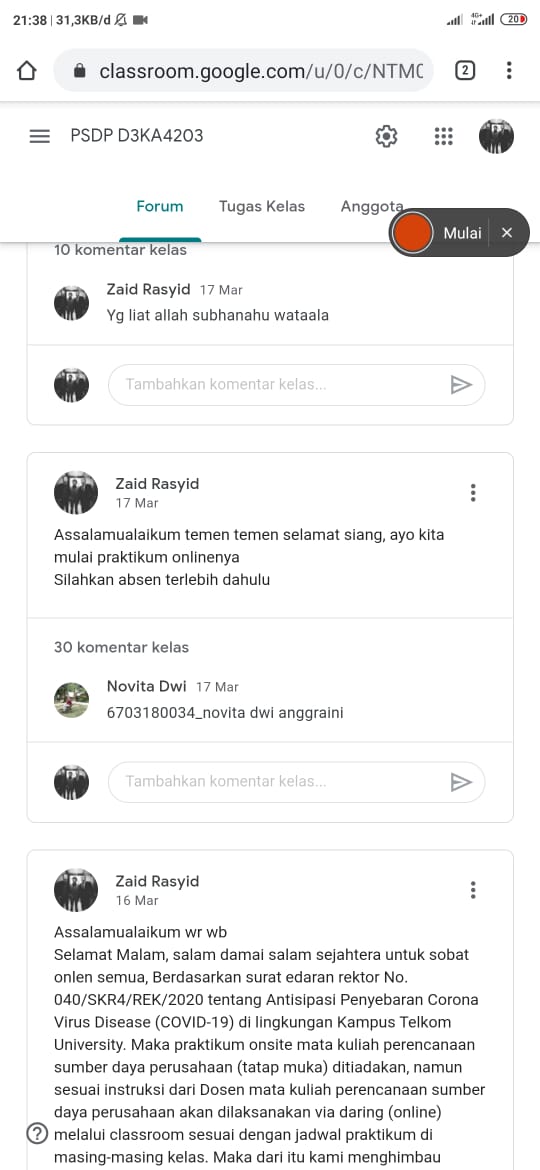 21:38 | 31,3KB/d
4G+
20
classroom.google.com/u/0/c/NTM0
2
PSDP D3KA4203
Forum
Tugas Kelas
Anggota
Mulai
10 komentar kelas
Zaid Rasyid 17 Mar
Yg liat allah subhanahu wataala
Tambahkan komentar kelas...
Zaid Rasyid
17 Mar
Assalamualaikum temen temen selamat siang, ayo kita
mulai praktikum onlinenya
Silahkan absen terlebih dahulu
30 komentar kelas
Novita Dwi 17 Mar
6703180034_novita dwi anggraini
Tambahkan komentar kelas...
Zaid Rasyid
16 Mar
Assalamualaikum wr wb
Selamat Malam, salam damai salam sejahtera untuk sobat
onlen semua, Berdasarkan surat edaran rektor No.
040/SKR4/REK/2020 tentang Antisipasi Penyebaran Corona
Virus Disease (COVID-19) di lingkungan Kampus Telkom
University. Maka praktikum onsite mata kuliah perencanaan
sumber daya perusahaan (tatap muka) ditiadakan, namun
sesuai instruksi dari Dosen mata kuliah perencanaan sumber
daya perusahaan akan dilaksanakan via daring (online)
melalui classroom sesuai dengan jadwal praktikum di
masing-masing kelas. Maka dari itu kami menghimbau